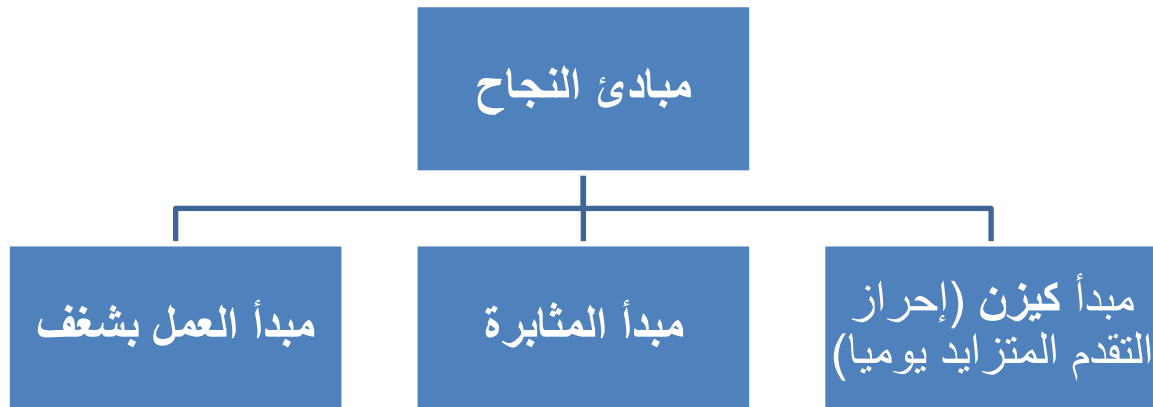 مبادئ النجاح
مبدأ كيزن (إحراز
التقدم المتزايد يوميا)
مبدأ المثابرة
مبدأ العمل بشغف